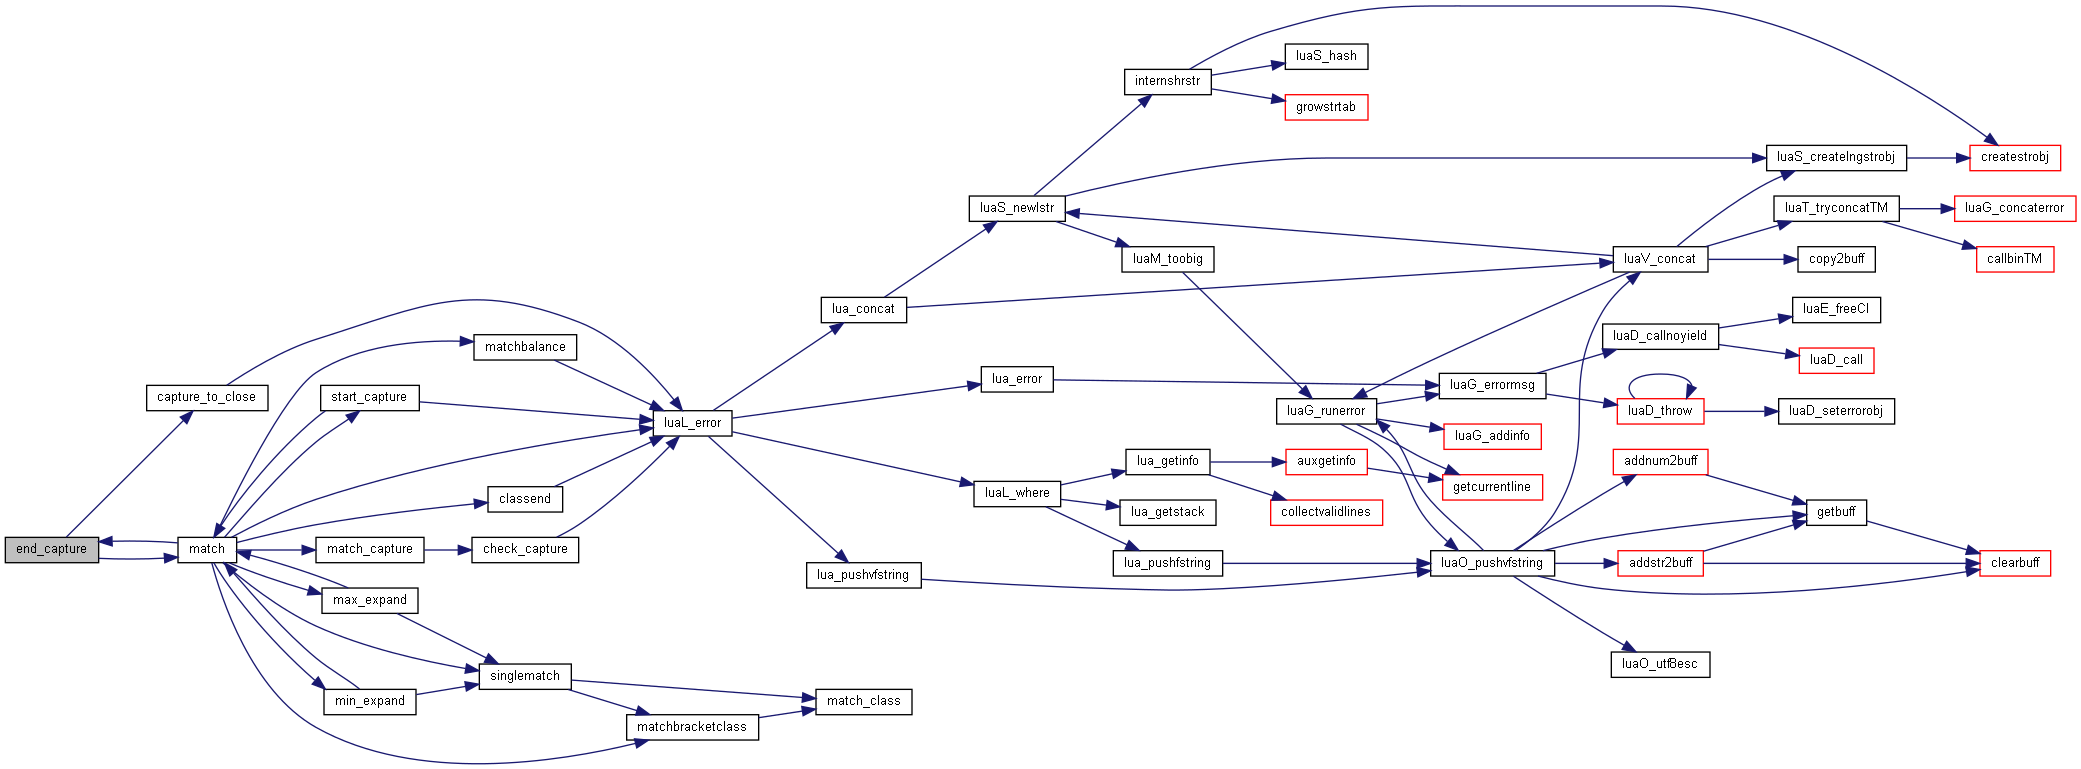 end_capture
capture_to_close
match
matchbalance
start_capture
classend
match_capture
check_capture
max_expand
singlematch
min_expand
matchbracketclass
match_class
luaL_error
lua_concat
lua_error
luaL_where
lua_pushvfstring
luaS_newlstr
internshrstr
luaS_hash
growstrtab
luaM_toobig
lua_getinfo
lua_getstack
lua_pushfstring
auxgetinfo
collectvalidlines
luaG_runerror
luaG_errormsg
luaG_addinfo
getcurrentline
luaO_pushvfstring
luaV_concat
luaD_callnoyield
luaD_throw
addnum2buff
addstr2buff
luaO_utf8esc
luaS_createlngstrobj
createstrobj
luaT_tryconcatTM
luaG_concaterror
callbinTM
copy2buff
luaE_freeCI
luaD_call
luaD_seterrorobj
getbuff
clearbuff